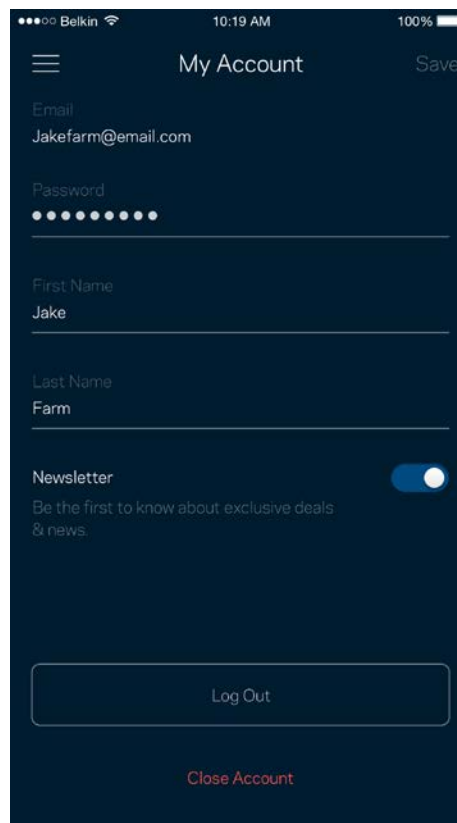 Belkin 10:19 AM 100%
My Account Save
Email
Jakefarm@email.com
Password
●●●●●●●●●
First Name
Jake
Last Name
Farm
Newsletter
Be the first to know about exclusive deals
& news.
Log Out
Close Account